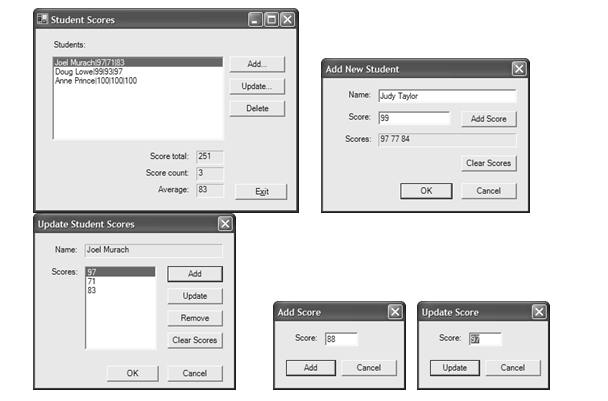 Student Scores
Students:
Joel Murach|97|71|83
Doug Lowe|99|93|97
Anne Prince|100|100|100
Add...
Update...
Delete
Score total: 251
Score count: 3
Average: 83
Exit
Add New Student
Name: Judy Taylor
Score: 99 Add Score
Scores: 97 77 84
Clear Scores
OK Cancel
Update Student Scores
Name: Joel Murach
Scores: 97
71
83
Add
Update
Remove
Clear Scores
OK Cancel
Add Score
Score: 88
Add Cancel
Update Score
Score: 97
Update Cancel